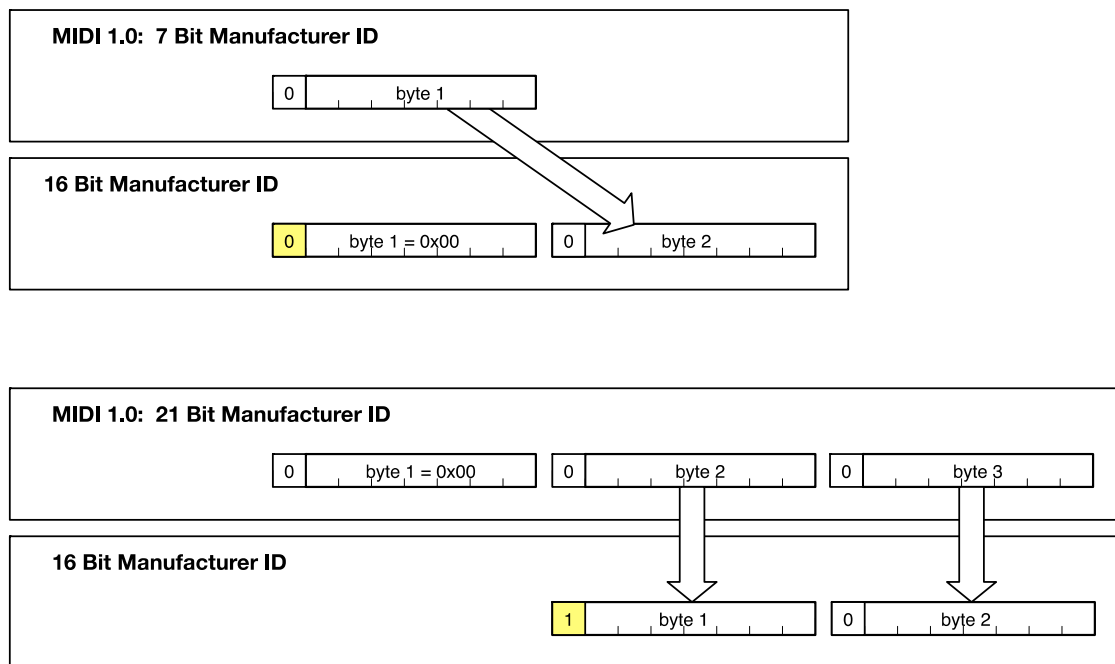 MIDI 1.0: 7 Bit Manufacturer ID
0 byte 1
16 Bit Manufacturer ID
0 byte 1 = 0x00 0 byte 2
MIDI 1.0: 21 Bit Manufacturer ID
0 byte 1 = 0x00 0 byte 2 0 byte 3
16 Bit Manufacturer ID
1 byte 1 0 byte 2